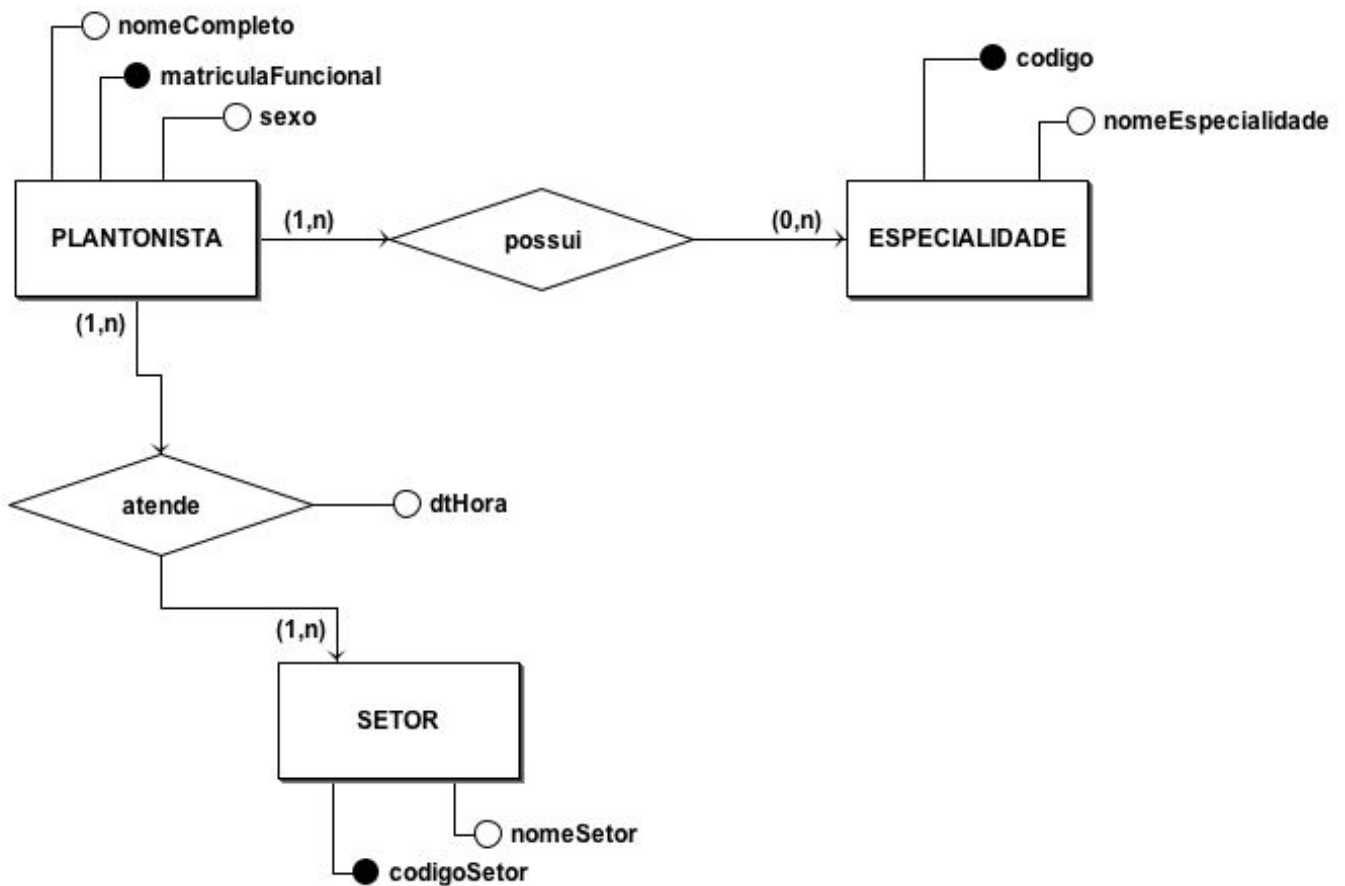 nomeCompleto
matriculaFuncional
sexo
codigo
nomeEspecialidade
PLANTONISTA
(1,n)
possui
(0,n)
ESPECIALIDADE
(1,n)
atende
dtHora
(1,n)
SETOR
nomeSetor
codigoSetor